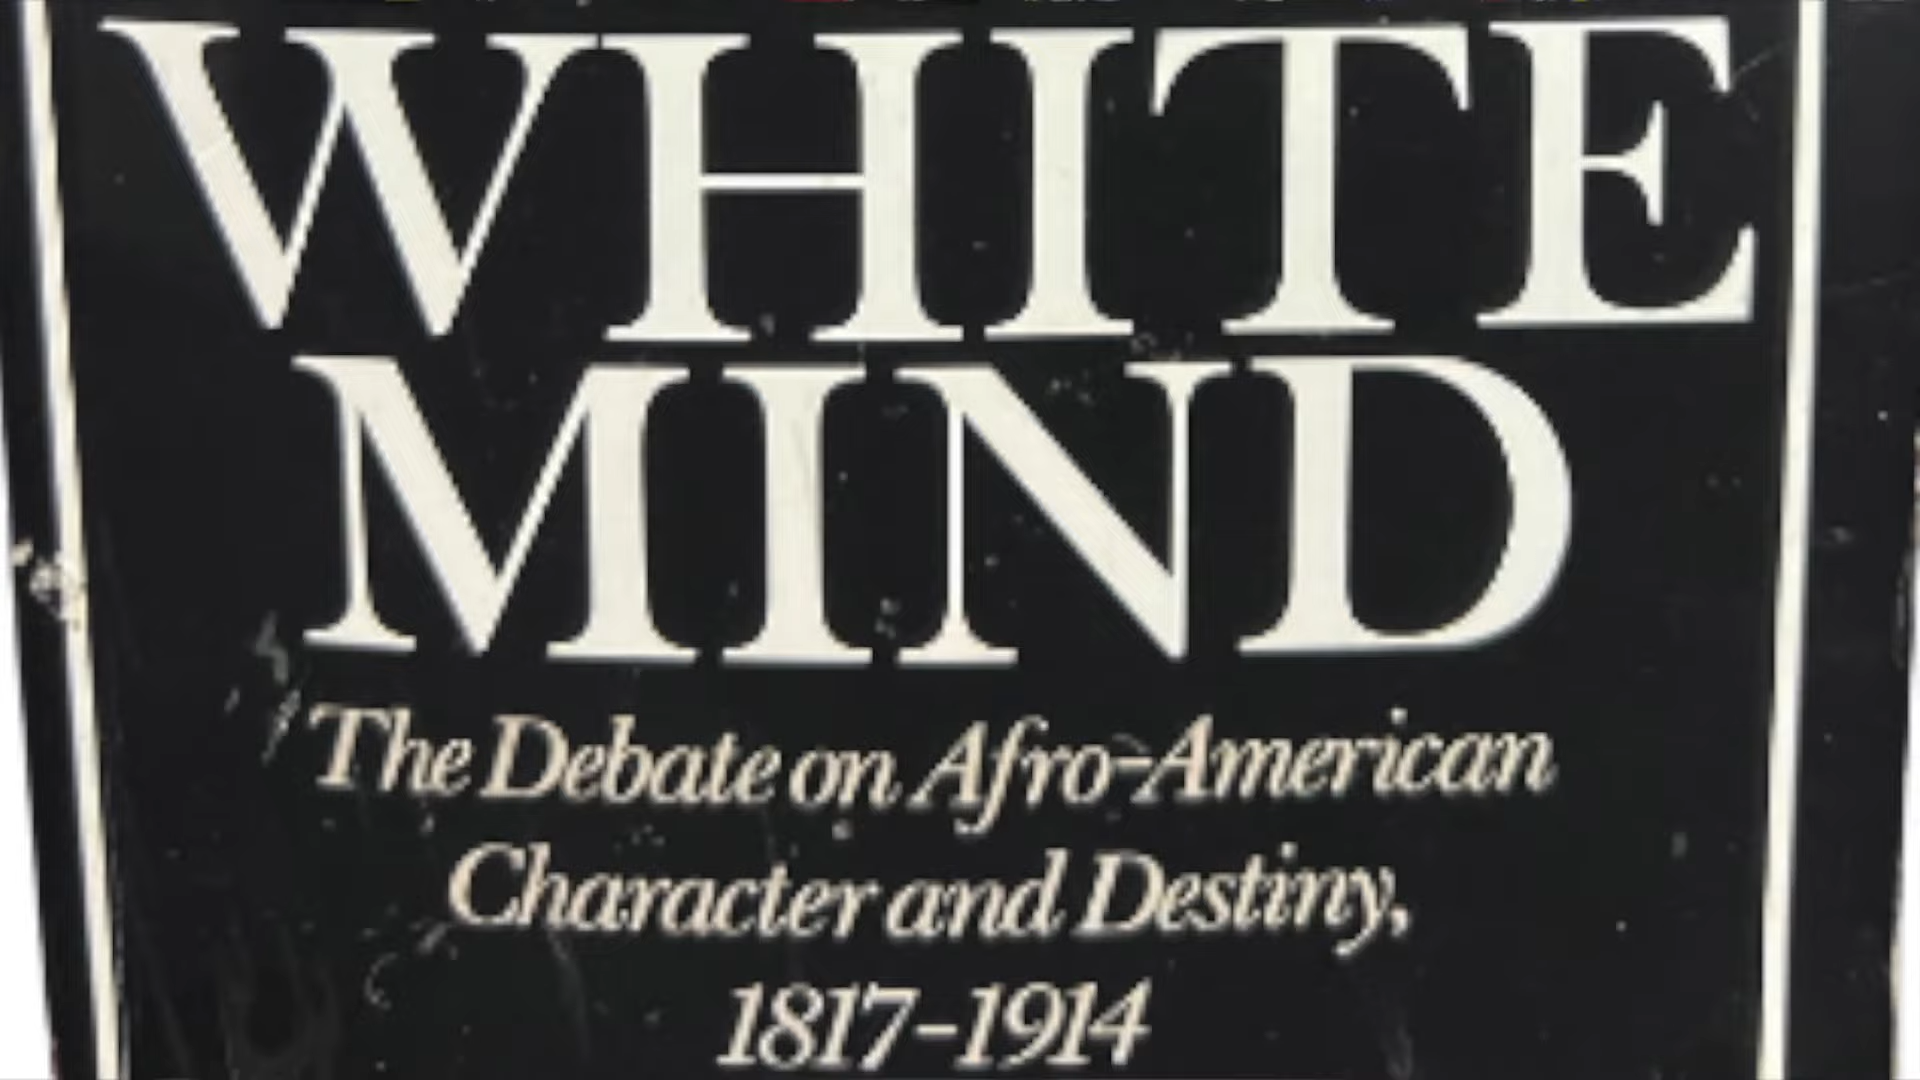 WHITE
MIND
The Debate on Afro-American
Character and Destiny,
1817-1914